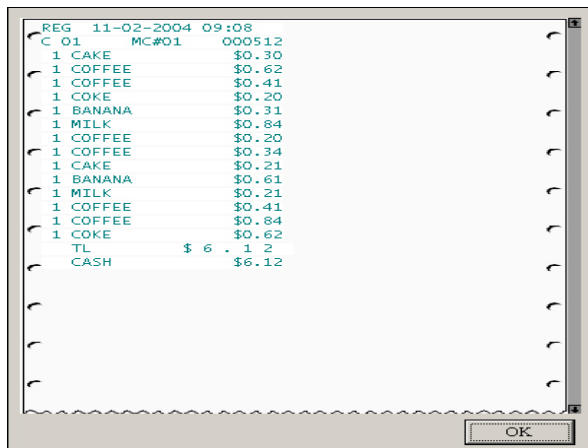 REG 11-02-2004 09:08
C 01 MC#01 000512
1 CAKE $0.30
1 COFFEE $0.62
1 COFFEE $0.41
1 COKE $0.20
1 BANANA $0.31
1 MILK $0.84
1 COFFEE $0.20
1 COFFEE $0.34
1 CAKE $0.21
1 BANANA $0.61
1 MILK $0.21
1 COFFEE $0.41
1 COFFEE $0.84
1 COKE $0.62
TL $ 6 . 1 2
CASH $6.12
OK